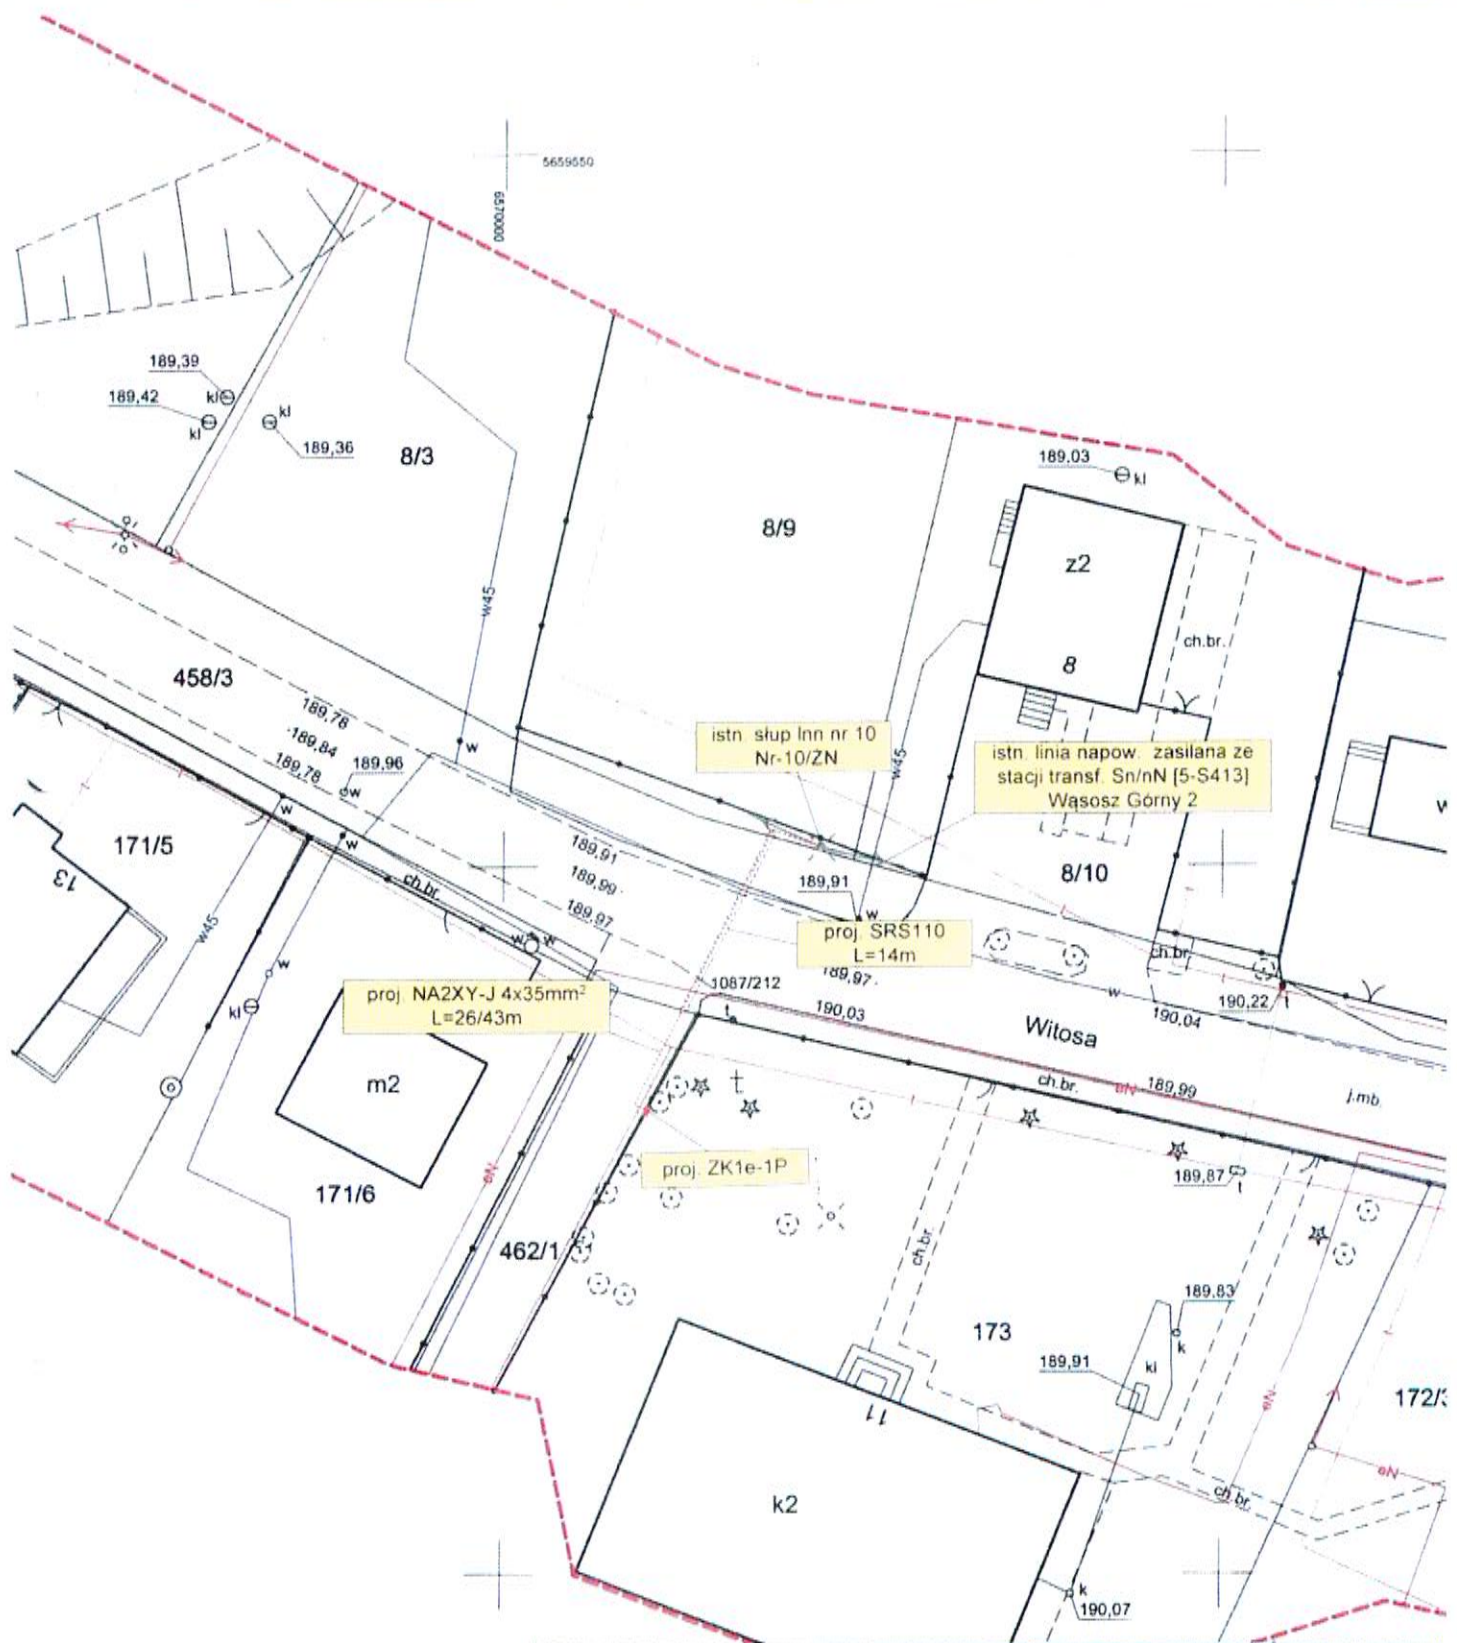 5659550
6570000
189,39
kl
189,42
kl
kl
189,36
8/3
189,03
kl
8/9
z2
w45
ch.br.
8
458/3
189,78
189,84
189,78
w
189,96
w
istn. słup lnn nr 10
Nr-10/ŻN
w45
istn. linia napow. zasilana ze
stacji transf. Sn/nN [5-S413]
Wąsosz Górny 2
w
w
w
171/5
13
189,91
189,99
189,97
ch.br.
189,91
w
8/10
w45
w
w w
proj. SRS110
L=14m
189,97
ch.br.
proj. NA2XY-J 4x35mm²
L=26/43m
kl
1087/212
t
190,03
w
190,22
t
190,04
Witosa
m2
t
ch.br.
eN
189,99
j.mb.
proj. ZK1e-1P
189,87
t
eN
171/6
462/1
ch.br.
189,83
k
173
kl
189,91
11
eN
172/3
eN
ch.br.
k2
k
190,07